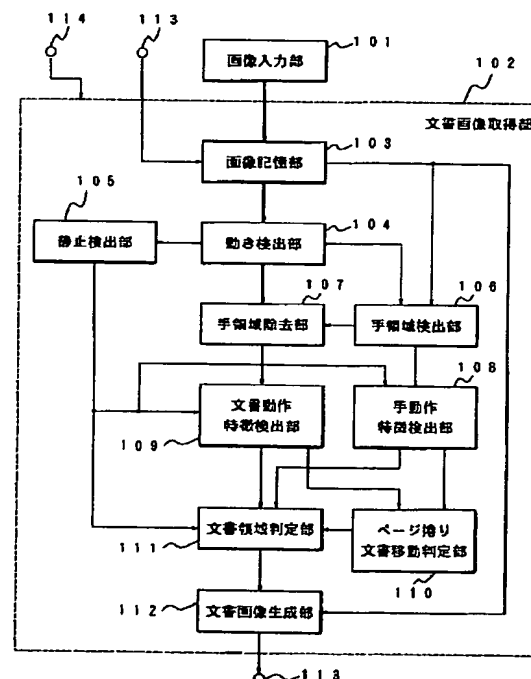 114
113
画像入力部
101
102
文書画像取得部
画像記憶部
103
105
静止検出部
動き検出部
104
107
手領域除去部
手領域検出部
106
108
文書動作
特徴検出部
109
手動作
特徴検出部
文書領域判定部
111
ページ捲り
文書移動判定部
110
112
文書画像生成部
113